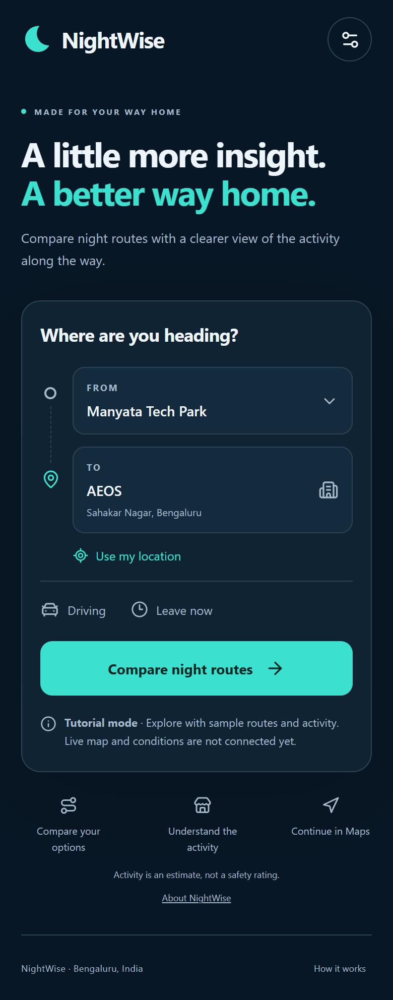 NightWise
MADE FOR YOUR WAY HOME
A little more insight.
A better way home.
Compare night routes with a clearer view of the activity
along the way.
Where are you heading?
FROM
Manyata Tech Park
TO
AEOS
Sahakar Nagar, Bengaluru
Use my location
Driving
Leave now
Compare night routes
Tutorial mode · Explore with sample routes and activity.
Live map and conditions are not connected yet.
Compare your
options
Understand the
activity
Continue in Maps
Activity is an estimate, not a safety rating.
About NightWise
NightWise · Bengaluru, India
How it works